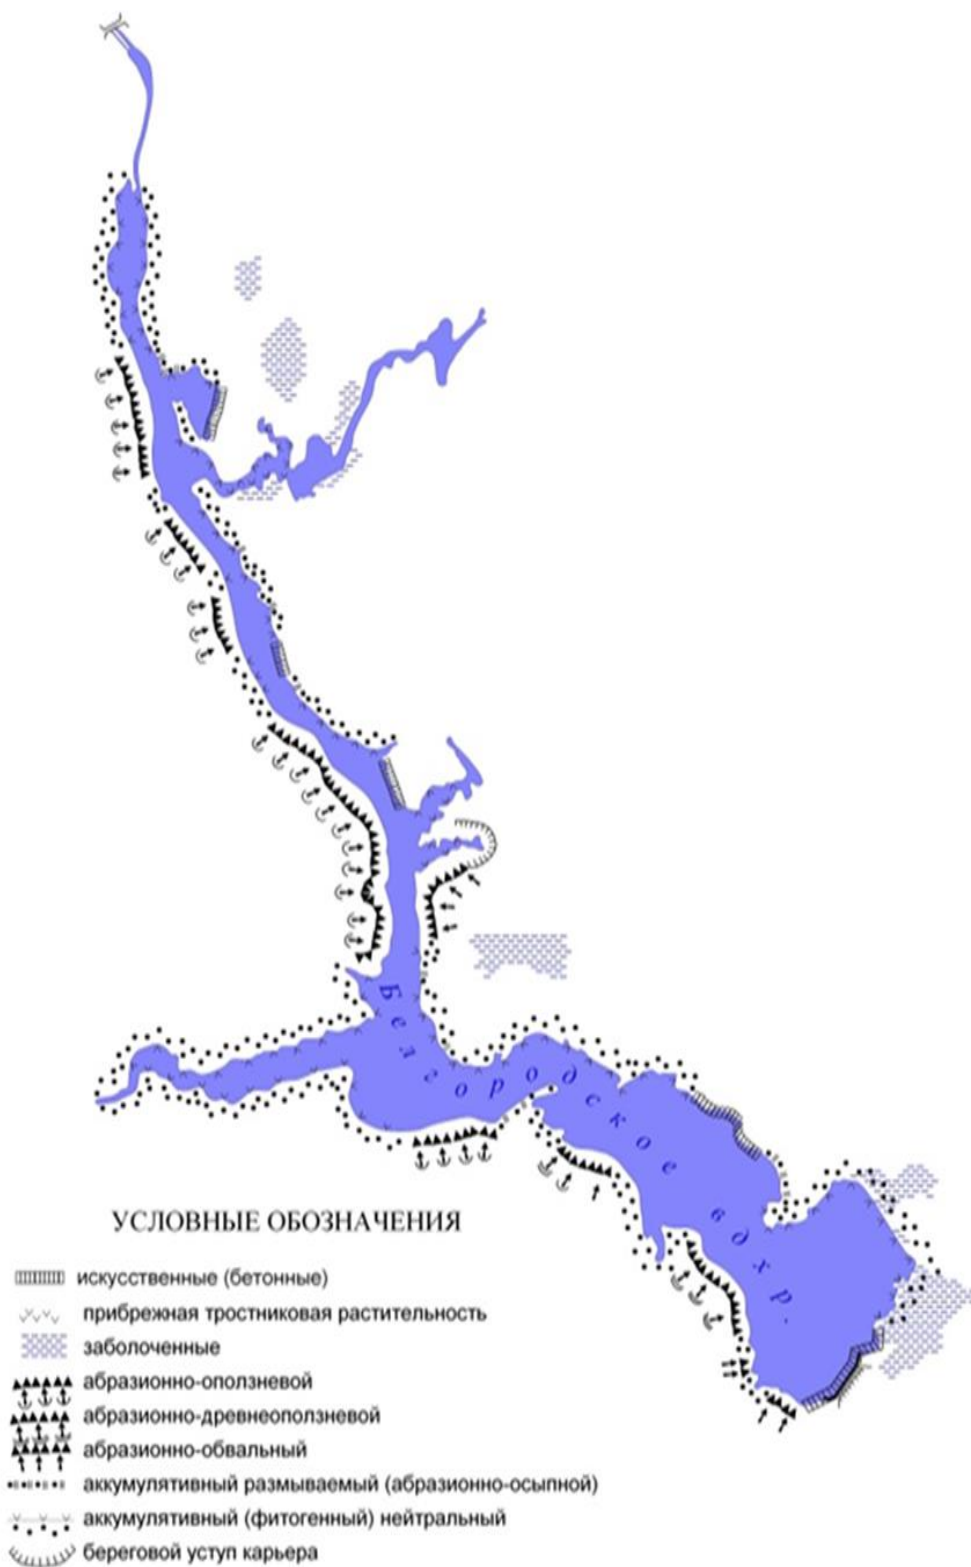 Белгородское вдхр.
УСЛОВНЫЕ ОБОЗНАЧЕНИЯ
искусственные (бетонные)
прибрежная тростниковая растительность
заболоченные
абразионно-оползневой
абразионно-древнеоползневой
абразионно-обвальный
аккумулятивный размываемый (абразионно-осыпной)
аккумулятивный (фитогенный) нейтральный
береговой уступ карьера